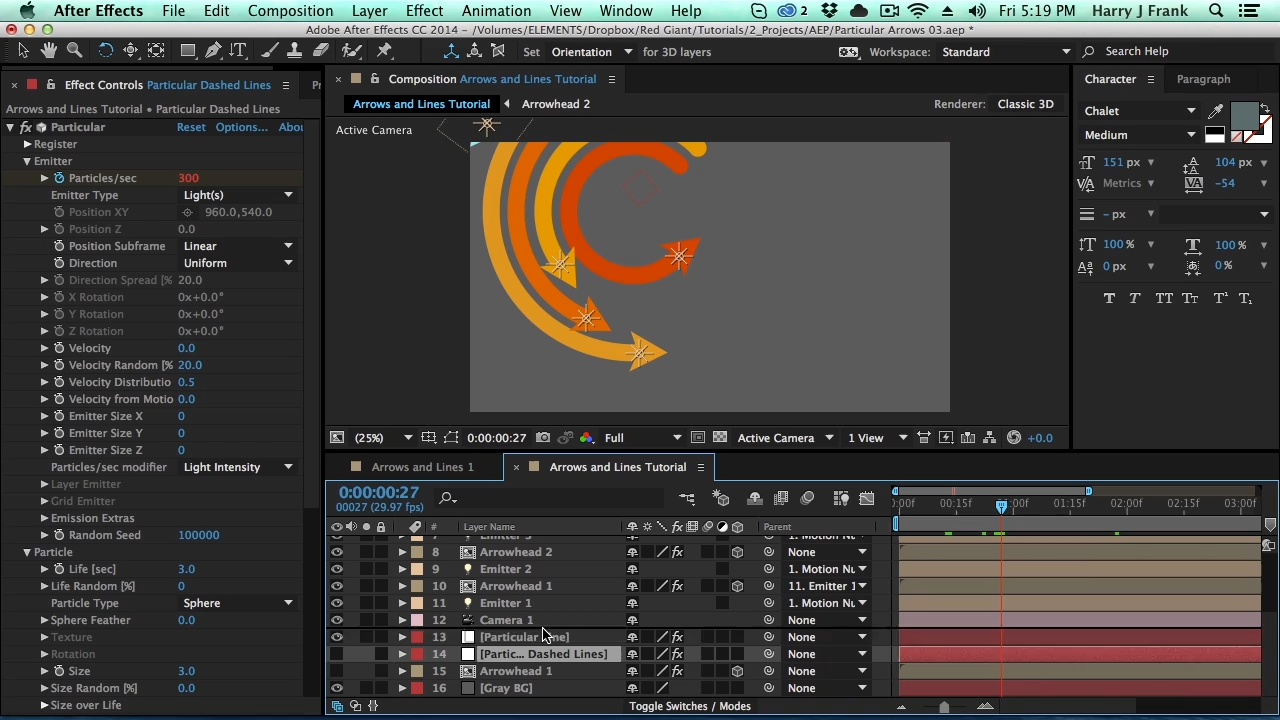 After Effects File Edit Composition Layer Effect Animation View Window Help 2 Fri 5:19 PM Harry J Frank
Adobe After Effects CC 2014 - /Volumes/ELEMENTS/Dropbox/Red Giant/Tutorials/2_Projects/AEP/Particular Arrows 03.aep *
Set Orientation for 3D layers Workspace: Standard Search Help
Effect Controls Particular Dashed Lines
Arrows and Lines Tutorial • Particular Dashed Lines
fx Particular Reset Options... Abou
Register
Emitter
Particles/sec 300
Emitter Type Light(s)
Position XY 960.0,540.0
Position Z 0.0
Position Subframe Linear
Direction Uniform
Direction Spread [% 20.0
X Rotation 0x+0.0°
Y Rotation 0x+0.0°
Z Rotation 0x+0.0°
Velocity 0.0
Velocity Random [% 20.0
Velocity Distributio 0.5
Velocity from Motio 0.0
Emitter Size X 0
Emitter Size Y 0
Emitter Size Z 0
Particles/sec modifier Light Intensity
Layer Emitter
Grid Emitter
Emission Extras
Random Seed 100000
Particle
Life [sec] 3.0
Life Random [%] 0
Particle Type Sphere
Sphere Feather 0.0
Texture
Rotation
Size 3.0
Size Random [%] 0.0
Size over Life
Composition Arrows and Lines Tutorial
Arrows and Lines Tutorial Arrowhead 2 Renderer: Classic 3D
Active Camera
(25%) 0:00:00:27 Full Active Camera 1 View +0.0
Character Paragraph
Chalet
Medium
151 px 104 px
Metrics -54
– px
100 % 100 %
0 px 0 %
T T TT Tt T¹ T₁
Arrows and Lines 1 Arrows and Lines Tutorial
0:00:00:27
00027 (29.97 fps)
:00f 00:15f :00f 01:15f 02:00f 02:15f 03:00f
# Layer Name fx Parent
8 Arrowhead 2 fx None
9 Emitter 2 1. Motion Nu
10 Arrowhead 1 fx 11. Emitter 1
11 Emitter 1 1. Motion Nu
12 Camera 1 None
13 [Particular fx None
14 [Partic... Dashed Lines] fx None
15 Arrowhead 1 fx None
16 [Gray BG] None
Toggle Switches / Modes